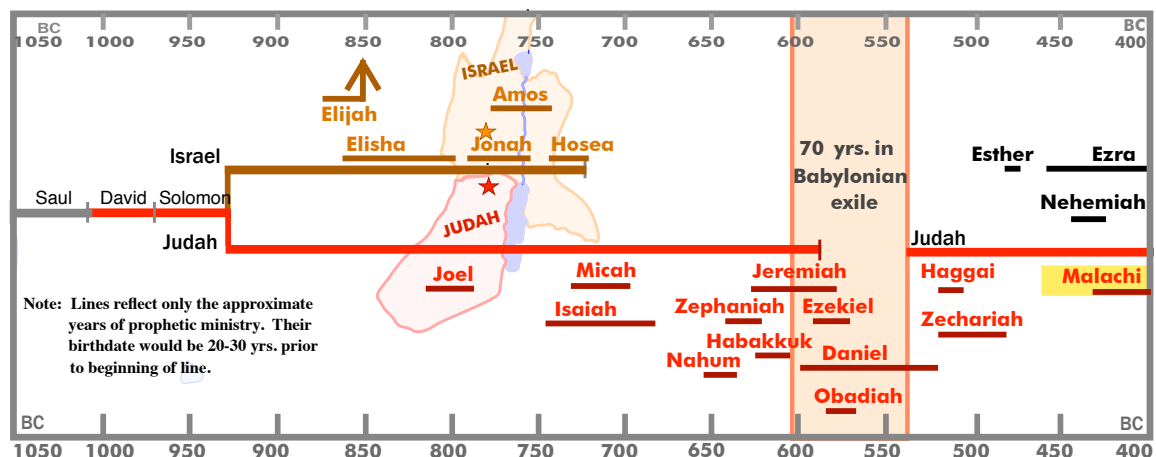 BC BC
1050 1000 950 900 850 800 750 700 650 600 550 500 450 400
ISRAEL
Amos
Elijah
Elisha Jonah Hosea
Israel
70 yrs. in
Babylonian
exile
Esther Ezra
Saul David Solomon
Nehemiah
JUDAH
Judah
Judah
Joel Micah Jeremiah Haggai Malachi
Note: Lines reflect only the approximate
years of prophetic ministry. Their
birthdate would be 20-30 yrs. prior
to beginning of line.
Isaiah Zephaniah Ezekiel Zechariah
Habakkuk
Nahum Daniel
Obadiah
BC BC
1050 1000 950 900 850 800 750 700 650 600 550 500 450 400